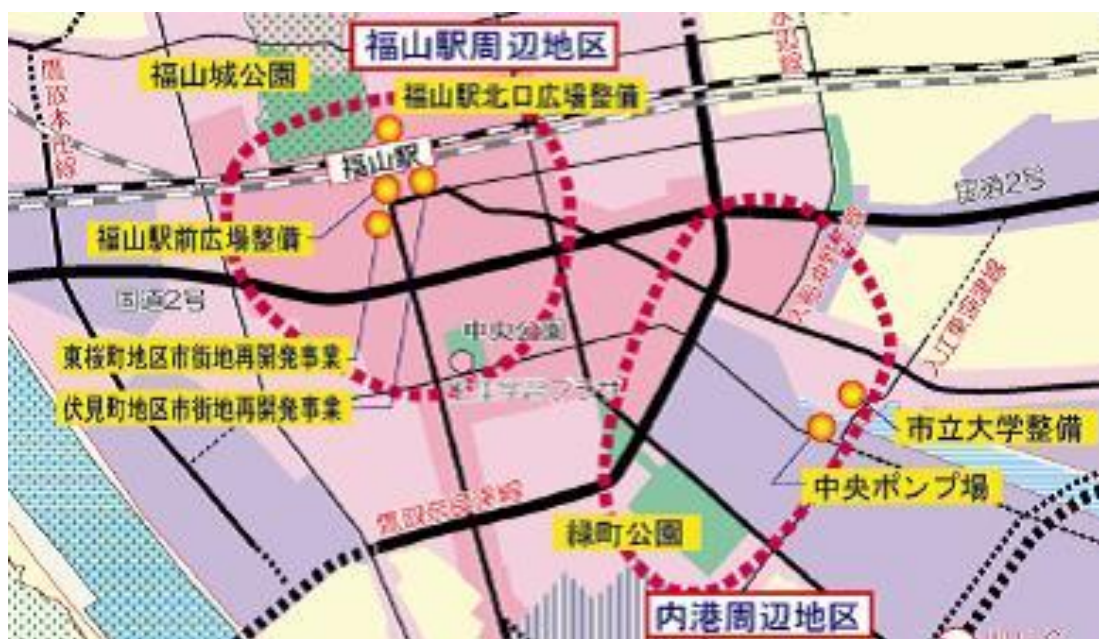 福山駅周辺地区
福山城公園
福山駅北口広場整備
福山駅
国道2号
福山駅前広場整備
国道2号
中央公園
東桜町地区市街地再開発事業
伏見町地区市街地再開発事業
市立大学整備
中央ポンプ場
緑町公園
内港周辺地区